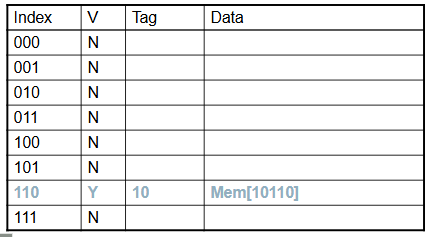 Index V Tag Data
000 N
001 N
010 N
011 N
100 N
101 N
110 Y 10 Mem[10110]
111 N